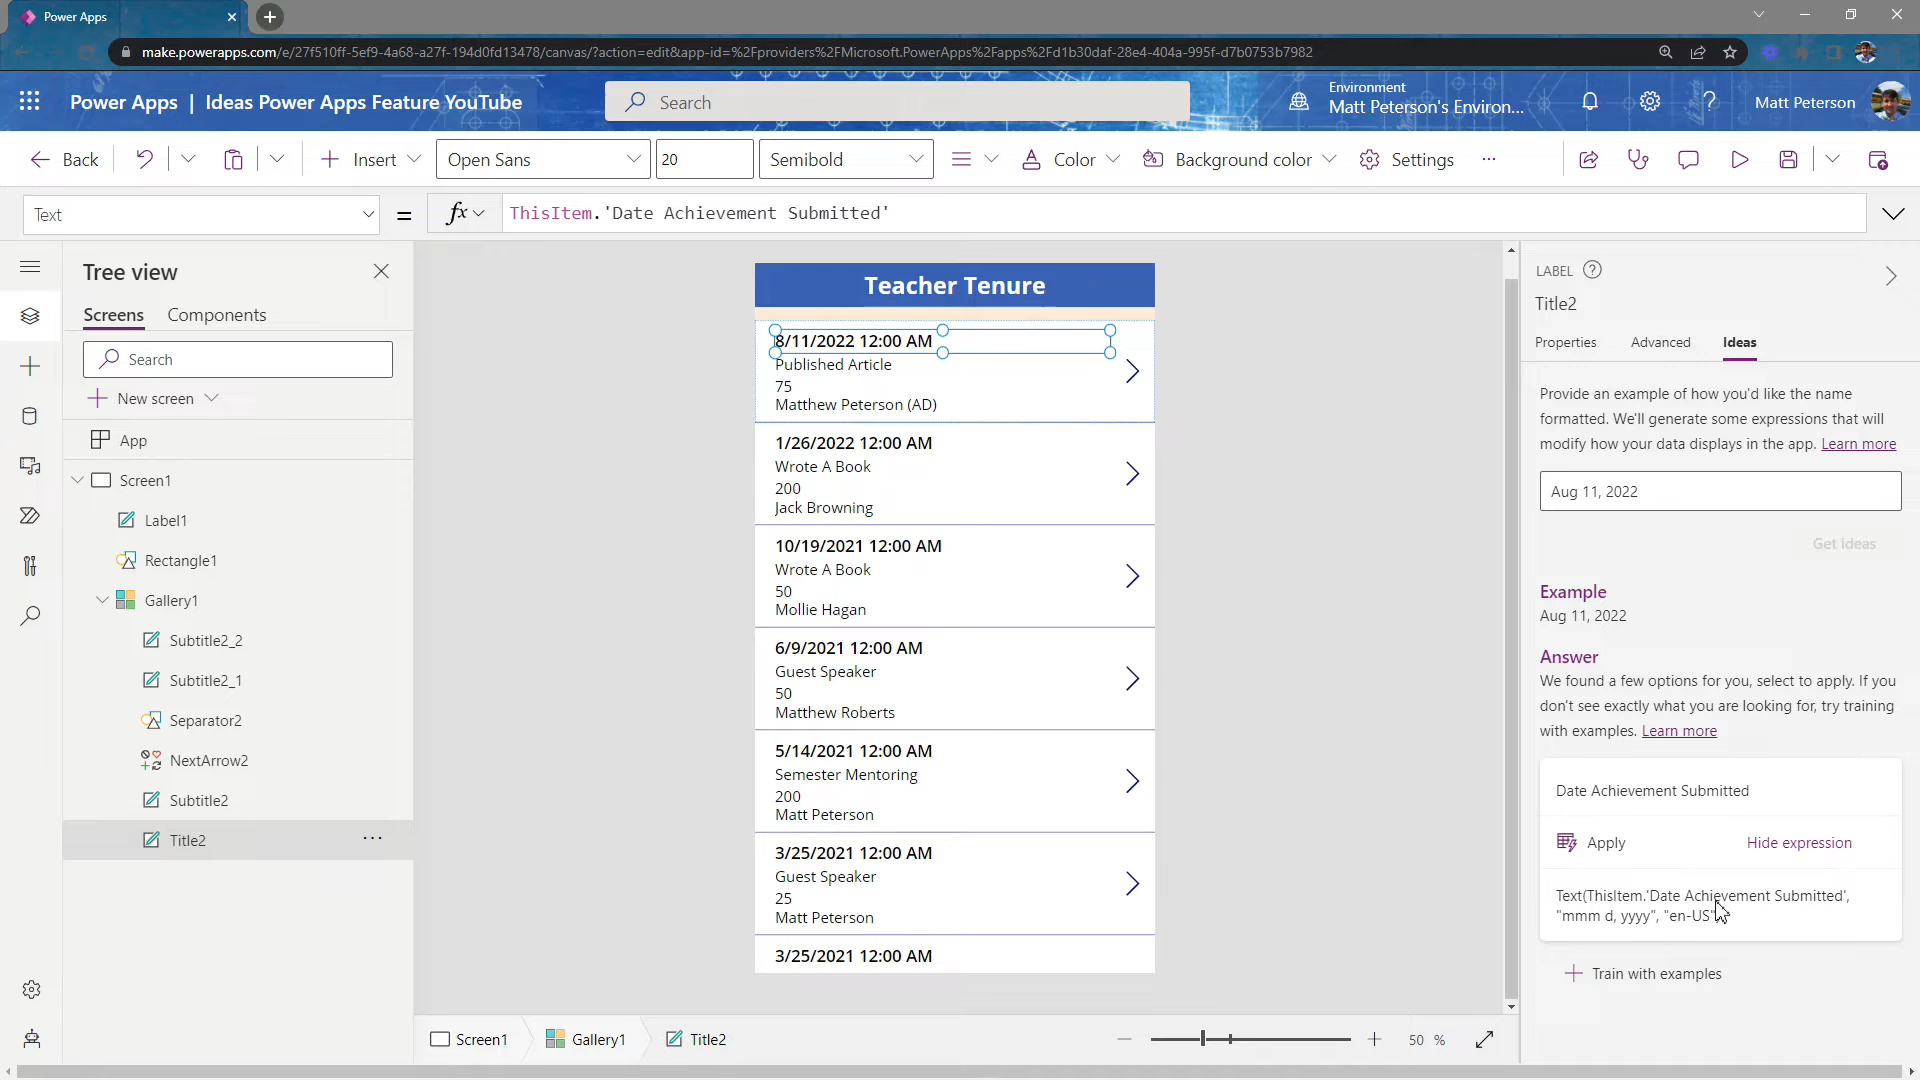 Power Apps
make.powerapps.com/e/27f510ff-5ef9-4a68-a27f-194d0fd13478/canvas/?action=edit&app-id=%2Fproviders%2FMicrosoft.PowerApps%2Fapps%2Fd1b30daf-28e4-404a-995f-d7b0753b7982
Power Apps | Ideas Power Apps Feature YouTube
Search
Environment
Matt Peterson's Environ...
Matt Peterson
Back
Insert
Open Sans
20
Semibold
Color
Background color
Settings
Text
=
fx
ThisItem.'Date Achievement Submitted'
Tree view
Screens
Components
Search
New screen
App
Screen1
Label1
Rectangle1
Gallery1
Subtitle2_2
Subtitle2_1
Separator2
NextArrow2
Subtitle2
Title2
Teacher Tenure
8/11/2022 12:00 AM
Published Article
75
Matthew Peterson (AD)
1/26/2022 12:00 AM
Wrote A Book
200
Jack Browning
10/19/2021 12:00 AM
Wrote A Book
50
Mollie Hagan
6/9/2021 12:00 AM
Guest Speaker
50
Matthew Roberts
5/14/2021 12:00 AM
Semester Mentoring
200
Matt Peterson
3/25/2021 12:00 AM
Guest Speaker
25
Matt Peterson
3/25/2021 12:00 AM
Screen1
Gallery1
Title2
50 %
LABEL
Title2
Properties
Advanced
Ideas
Provide an example of how you'd like the name
formatted. We'll generate some expressions that will
modify how your data displays in the app. Learn more
Aug 11, 2022
Get ideas
Example
Aug 11, 2022
Answer
We found a few options for you, select to apply. If you
don't see exactly what you are looking for, try training
with examples. Learn more
Date Achievement Submitted
Apply
Hide expression
Text(ThisItem.'Date Achievement Submitted',
"mmm d, yyyy", "en-US"
Train with examples